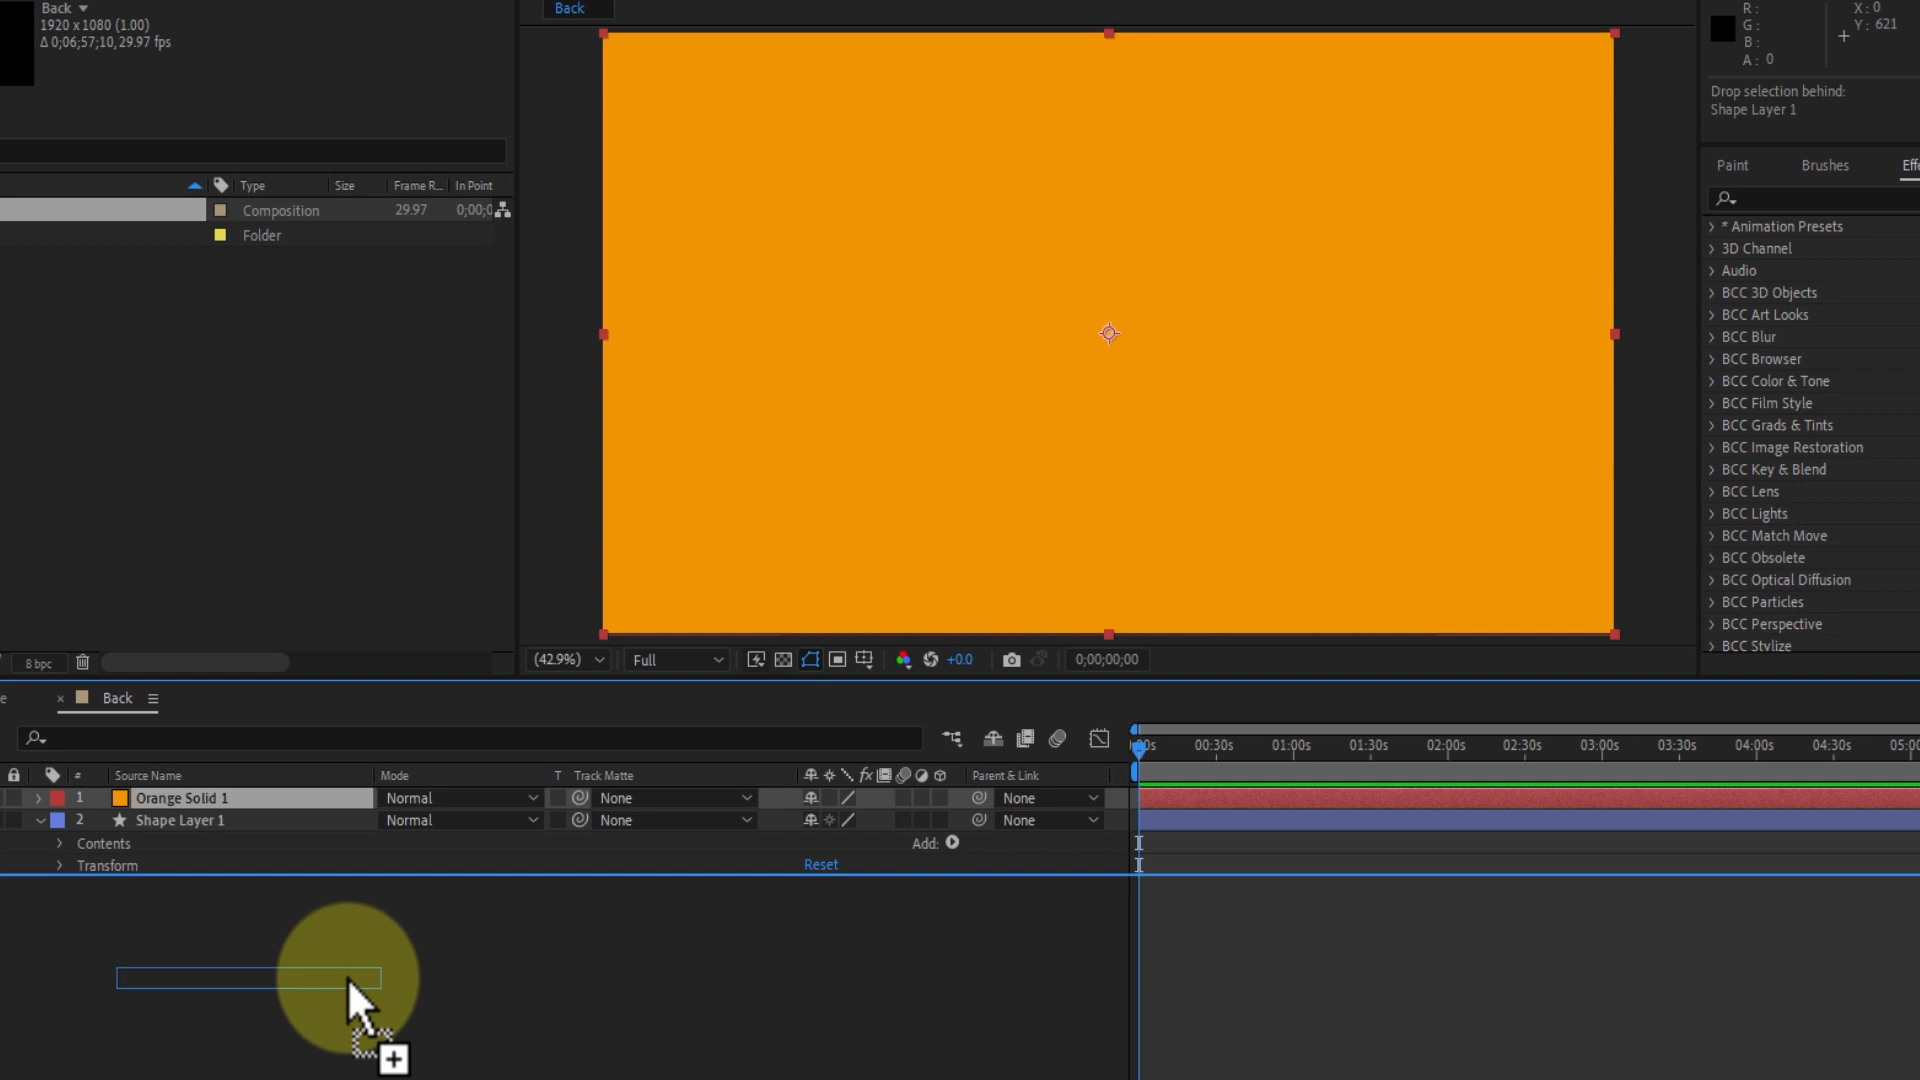 Back
1920 x 1080 (1.00)
Δ 0;06;57;10, 29.97 fps
Type Size Frame R... In Point
Composition 29.97 0;00;0
Folder
8 bpc
Back
(42.9%) Full +0.0 0;00;00;00
R :
G :
B :
A : 0
X : 0
Y : 621
Drop selection behind:
Shape Layer 1
Paint Brushes Effe
* Animation Presets
3D Channel
Audio
BCC 3D Objects
BCC Art Looks
BCC Blur
BCC Browser
BCC Color & Tone
BCC Film Style
BCC Grads & Tints
BCC Image Restoration
BCC Key & Blend
BCC Lens
BCC Lights
BCC Match Move
BCC Obsolete
BCC Optical Diffusion
BCC Particles
BCC Perspective
BCC Stylize
e × Back
00s 00:30s 01:00s 01:30s 02:00s 02:30s 03:00s 03:30s 04:00s 04:30s 05:00
# Source Name Mode T Track Matte fx Parent & Link
1 Orange Solid 1 Normal None None
2 Shape Layer 1 Normal None None
Contents Add:
Transform Reset